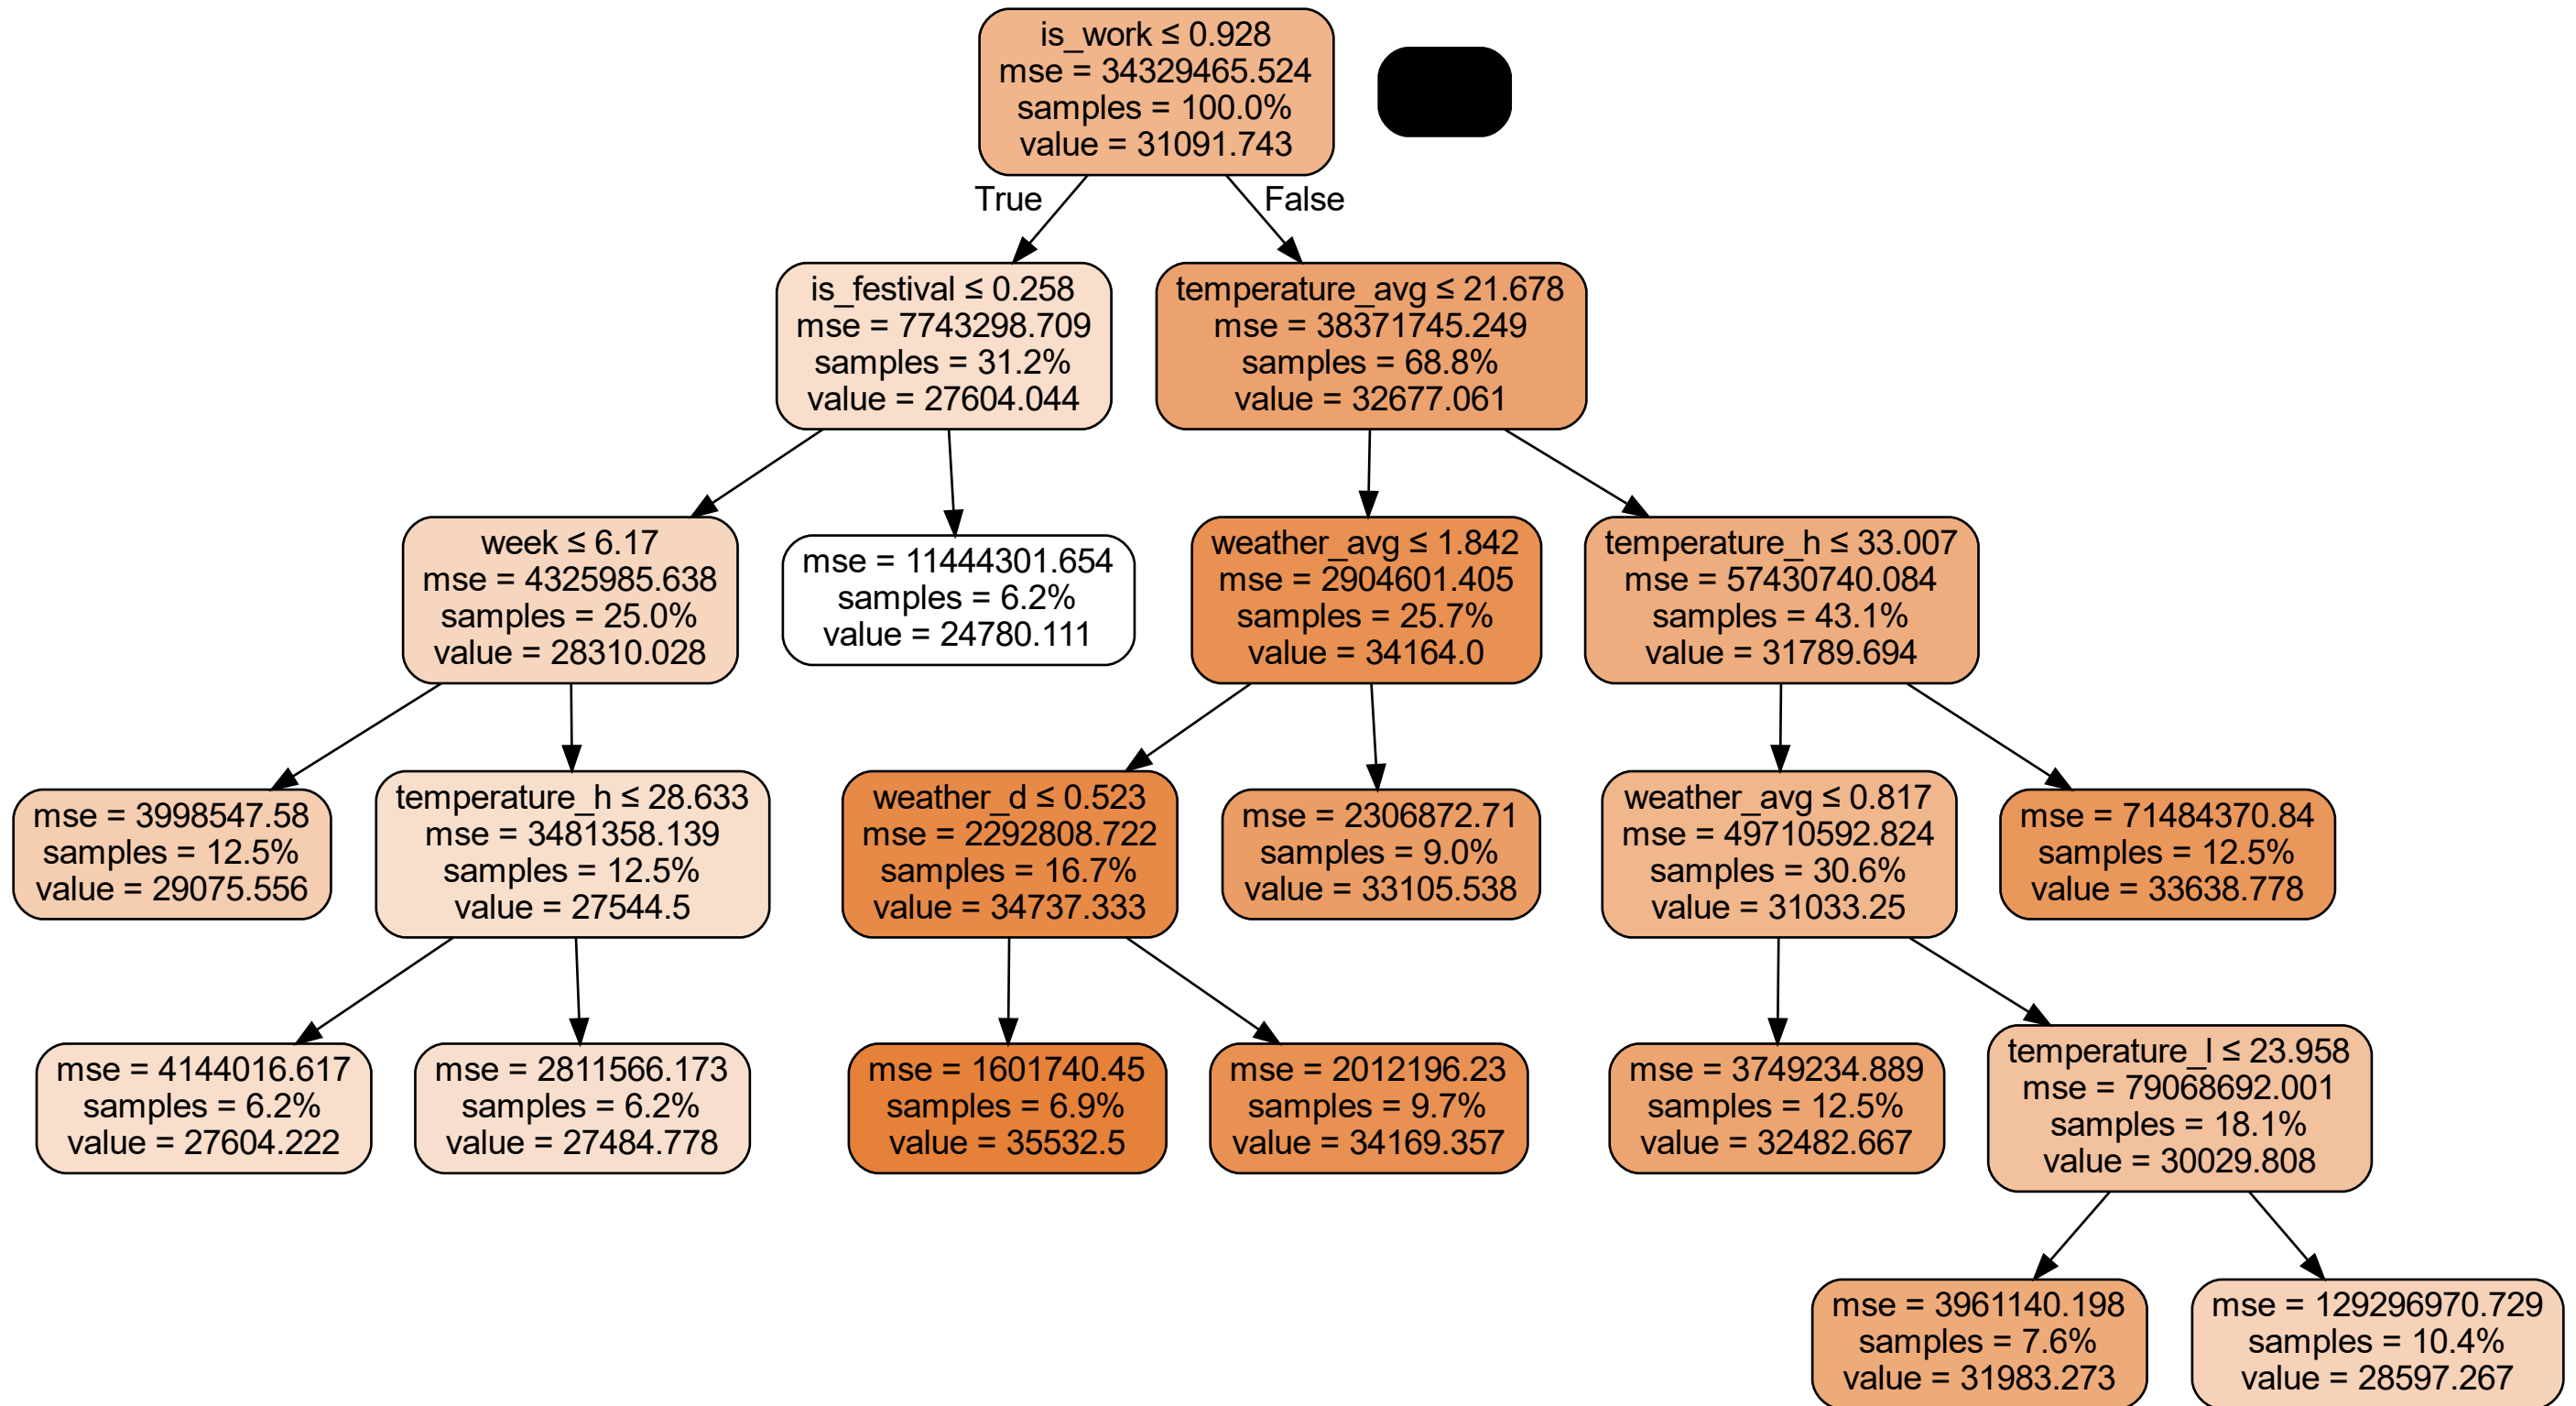 is_work ≤ 0.928
mse = 34329465.524
samples = 100.0%
value = 31091.743
True
False
is_festival ≤ 0.258
mse = 7743298.709
samples = 31.2%
value = 27604.044
temperature_avg ≤ 21.678
mse = 38371745.249
samples = 68.8%
value = 32677.061
week ≤ 6.17
mse = 4325985.638
samples = 25.0%
value = 28310.028
mse = 11444301.654
samples = 6.2%
value = 24780.111
weather_avg ≤ 1.842
mse = 2904601.405
samples = 25.7%
value = 34164.0
temperature_h ≤ 33.007
mse = 57430740.084
samples = 43.1%
value = 31789.694
mse = 3998547.58
samples = 12.5%
value = 29075.556
temperature_h ≤ 28.633
mse = 3481358.139
samples = 12.5%
value = 27544.5
weather_d ≤ 0.523
mse = 2292808.722
samples = 16.7%
value = 34737.333
mse = 2306872.71
samples = 9.0%
value = 33105.538
weather_avg ≤ 0.817
mse = 49710592.824
samples = 30.6%
value = 31033.25
mse = 71484370.84
samples = 12.5%
value = 33638.778
mse = 4144016.617
samples = 6.2%
value = 27604.222
mse = 2811566.173
samples = 6.2%
value = 27484.778
mse = 1601740.45
samples = 6.9%
value = 35532.5
mse = 2012196.23
samples = 9.7%
value = 34169.357
mse = 3749234.889
samples = 12.5%
value = 32482.667
temperature_l ≤ 23.958
mse = 79068692.001
samples = 18.1%
value = 30029.808
mse = 3961140.198
samples = 7.6%
value = 31983.273
mse = 129296970.729
samples = 10.4%
value = 28597.267